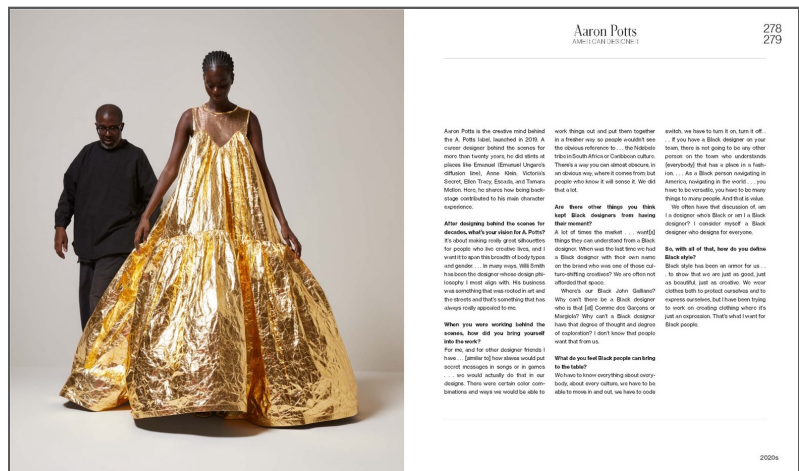 Aaron Potts
AMERICAN DESIGNER
278
279
Aaron Potts is the creative mind behind
the A. Potts label, launched in 2019. A
career designer behind the scenes for
more than twenty years, he did stints at
places like Emanuel (Emanuel Ungaro's
diffusion line), Anne Klein, Victoria's
Secret, Ellen Tracy, Escada, and Tamara
Mellon. Here, he shares how being back-
stage contributed to his main character
experience.
After designing behind the scenes for
decades, what's your vision for A. Potts?
It's about making really great silhouettes
for people who live creative lives, and I
want it to span this breadth of body types
and gender. . . . In many ways, Willi Smith
has been the designer whose design phi-
losophy I most align with. His business
was something that was rooted in art and
the streets and that's something that has
always really appealed to me.
When you were working behind the
scenes, how did you bring yourself
into the work?
For me, and for other designer friends I
have . . . [similar to] how slaves would put
secret messages in songs or in games
. . . we would actually do that in our
designs. There were certain color com-
binations and ways we would be able to
work things out and put them together
in a fresher way so people wouldn't see
the obvious reference to . . . the Ndebele
tribe in South Africa or Caribbean culture.
There's a way you can almost obscure, in
an obvious way, where it comes from, but
people who know it will sense it. We did
that a lot.
Are there other things you think
kept Black designers from having
their moment?
A lot of times the market . . . want[s]
things they can understand from a Black
designer. When was the last time we had
a Black designer with their own name
on the brand who was one of those cul-
ture-shifting creatives? We are not often
afforded that space.
Where's our Black John Galliano?
Why can't there be a Black designer
who is that [at] Comme des Garçons or
Margiela? Why can't a Black designer
have that degree of thought and degree
of exploration? I don't know that people
want that from us.
What do you feel Black people can bring
to the table?
We have to know everything about every-
body, about every culture, we have to be
able to move in and out, we have to code
switch, we have to turn it on, turn it off. .
. . If you have a Black designer on your
team, there is not going to be any other
person on the team who understands
[everybody] that has a place in a fash-
ion. . . . As a Black person navigating in
America, navigating in the world . . . you
have to be versatile; you have to be many
things to many people. And that is value.
We often have that discussion of, am
I a designer who's Black or am I a Black
designer? I consider myself a Black
designer who designs for everyone.
So, with all of that, how do you define
Black style?
Black style has been an armor for us . .
. to show that we are just as good, just
as beautiful, just as creative. We wear
clothes both to protect ourselves and to
express ourselves, but I have been trying
to work on creating clothing where it's
just an expression. That's what I want for
Black people.
2020s